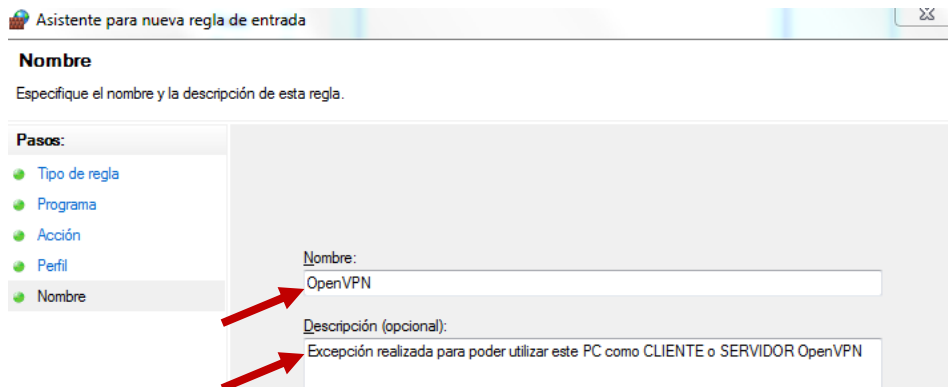 Asistente para nueva regla de entrada
Nombre
Especifique el nombre y la descripción de esta regla.
Pasos:
Tipo de regla
Programa
Acción
Perfil
Nombre
Nombre:
OpenVPN
Descripción (opcional):
Excepción realizada para poder utilizar este PC como CLIENTE o SERVIDOR OpenVPN